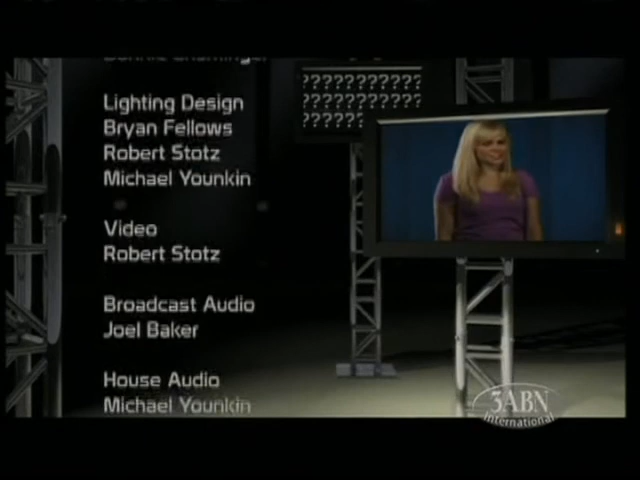 ???????????
???????????
???????????
Lighting Design
Bryan Fellows
Robert Stotz
Michael Younkin
Video
Robert Stotz
Broadcast Audio
Joel Baker
House Audio
Michael Younkin
3ABN
International